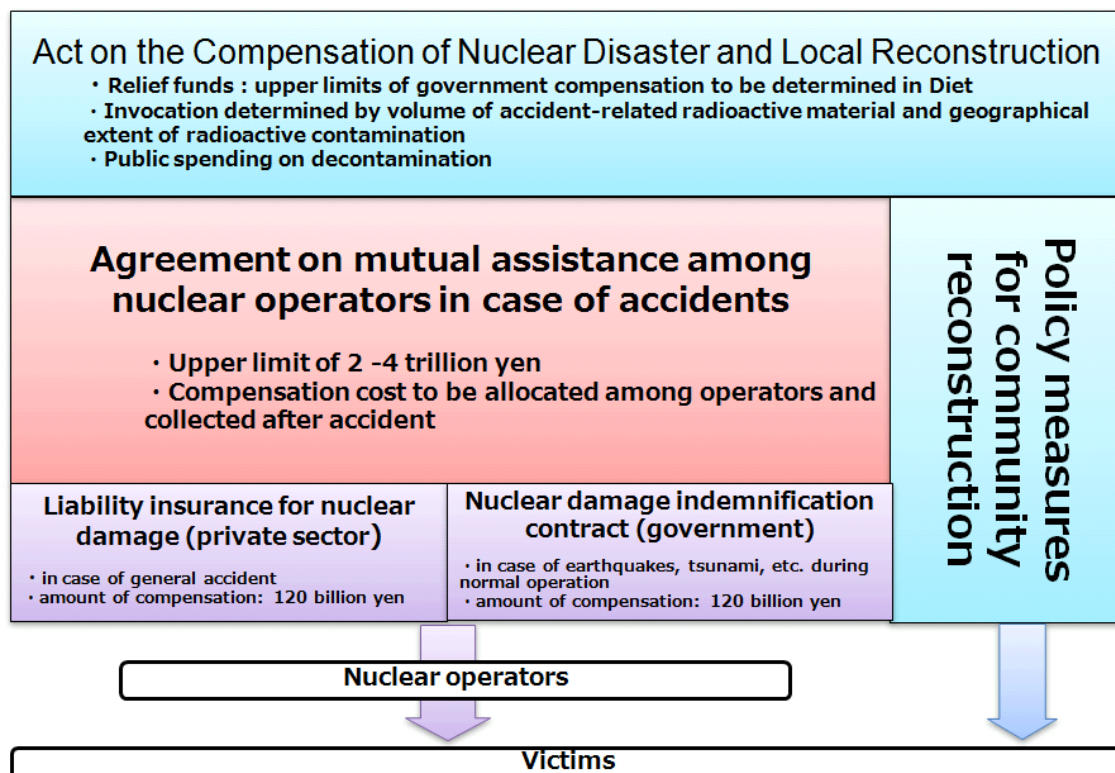 Act on the Compensation of Nuclear Disaster and Local Reconstruction
・Relief funds : upper limits of government compensation to be determined in Diet
・Invocation determined by volume of accident-related radioactive material and geographical
extent of radioactive contamination
・Public spending on decontamination
Agreement on mutual assistance among
nuclear operators in case of accidents
・Upper limit of 2 -4 trillion yen
・Compensation cost to be allocated among operators and
collected after accident
Policy measures
for community
reconstruction
Liability insurance for nuclear
damage (private sector)
・in case of general accident
・amount of compensation: 120 billion yen
Nuclear damage indemnification
contract (government)
・in case of earthquakes, tsunami, etc. during
normal operation
・amount of compensation: 120 billion yen
Nuclear operators
Victims